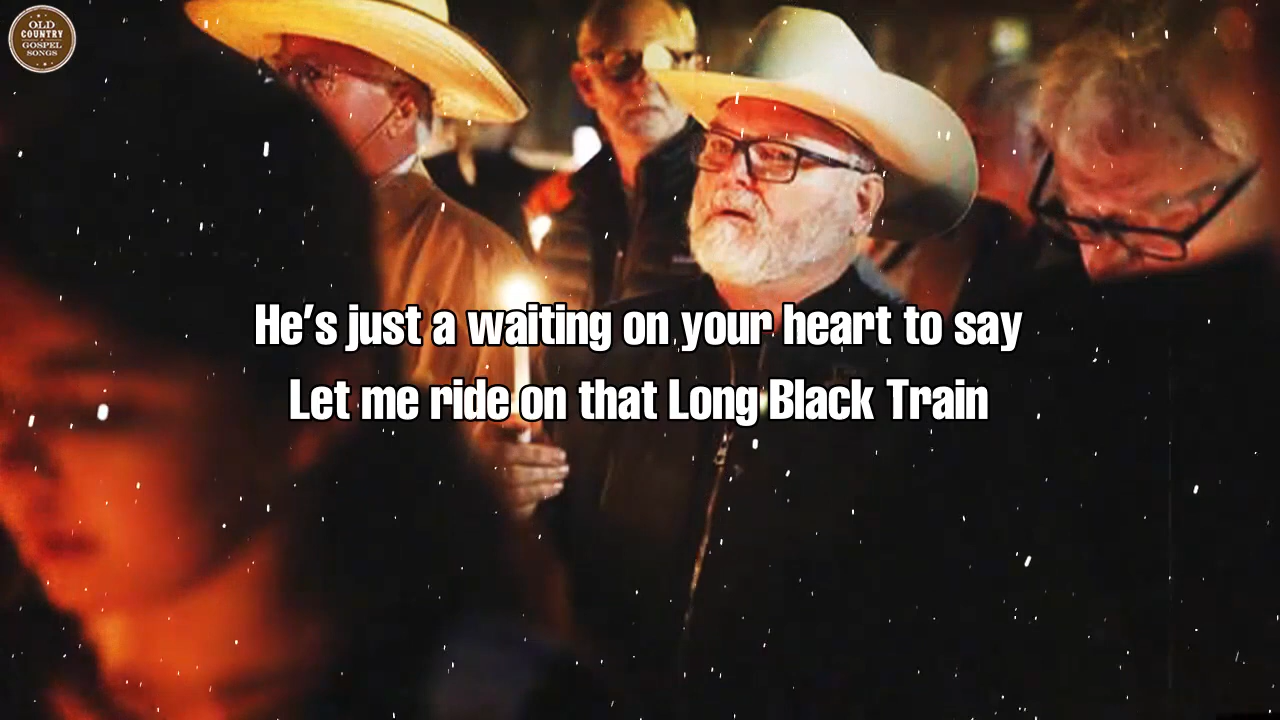 OLD
COUNTRY
GOSPEL
SONGS
He's just a waiting on your heart to say
Let me ride on that Long Black Train